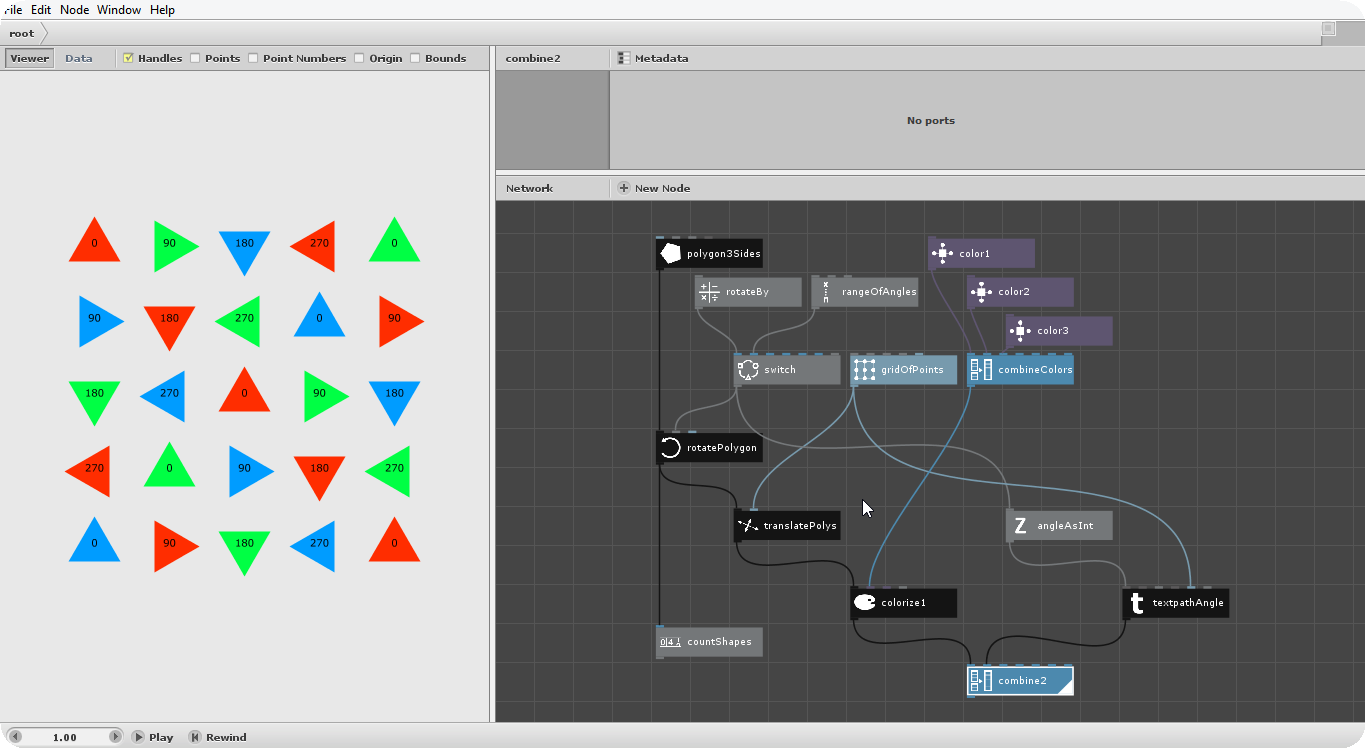 File Edit Node Window Help
root
Viewer Data Handles Points Point Numbers Origin Bounds
combine2 Metadata
No ports
Network New Node
0 90 180 270 0
90 180 270 0 90
180 270 0 90 180
270 0 90 180 270
0 90 180 270 0
polygon3Sides color1
rotateBy rangeOfAngles color2
color3
switch gridOfPoints combineColors
rotatePolygon
translatePolys Z angleAsInt
colorize1 t textpathAngle
041 countShapes
combine2
1.00 Play Rewind